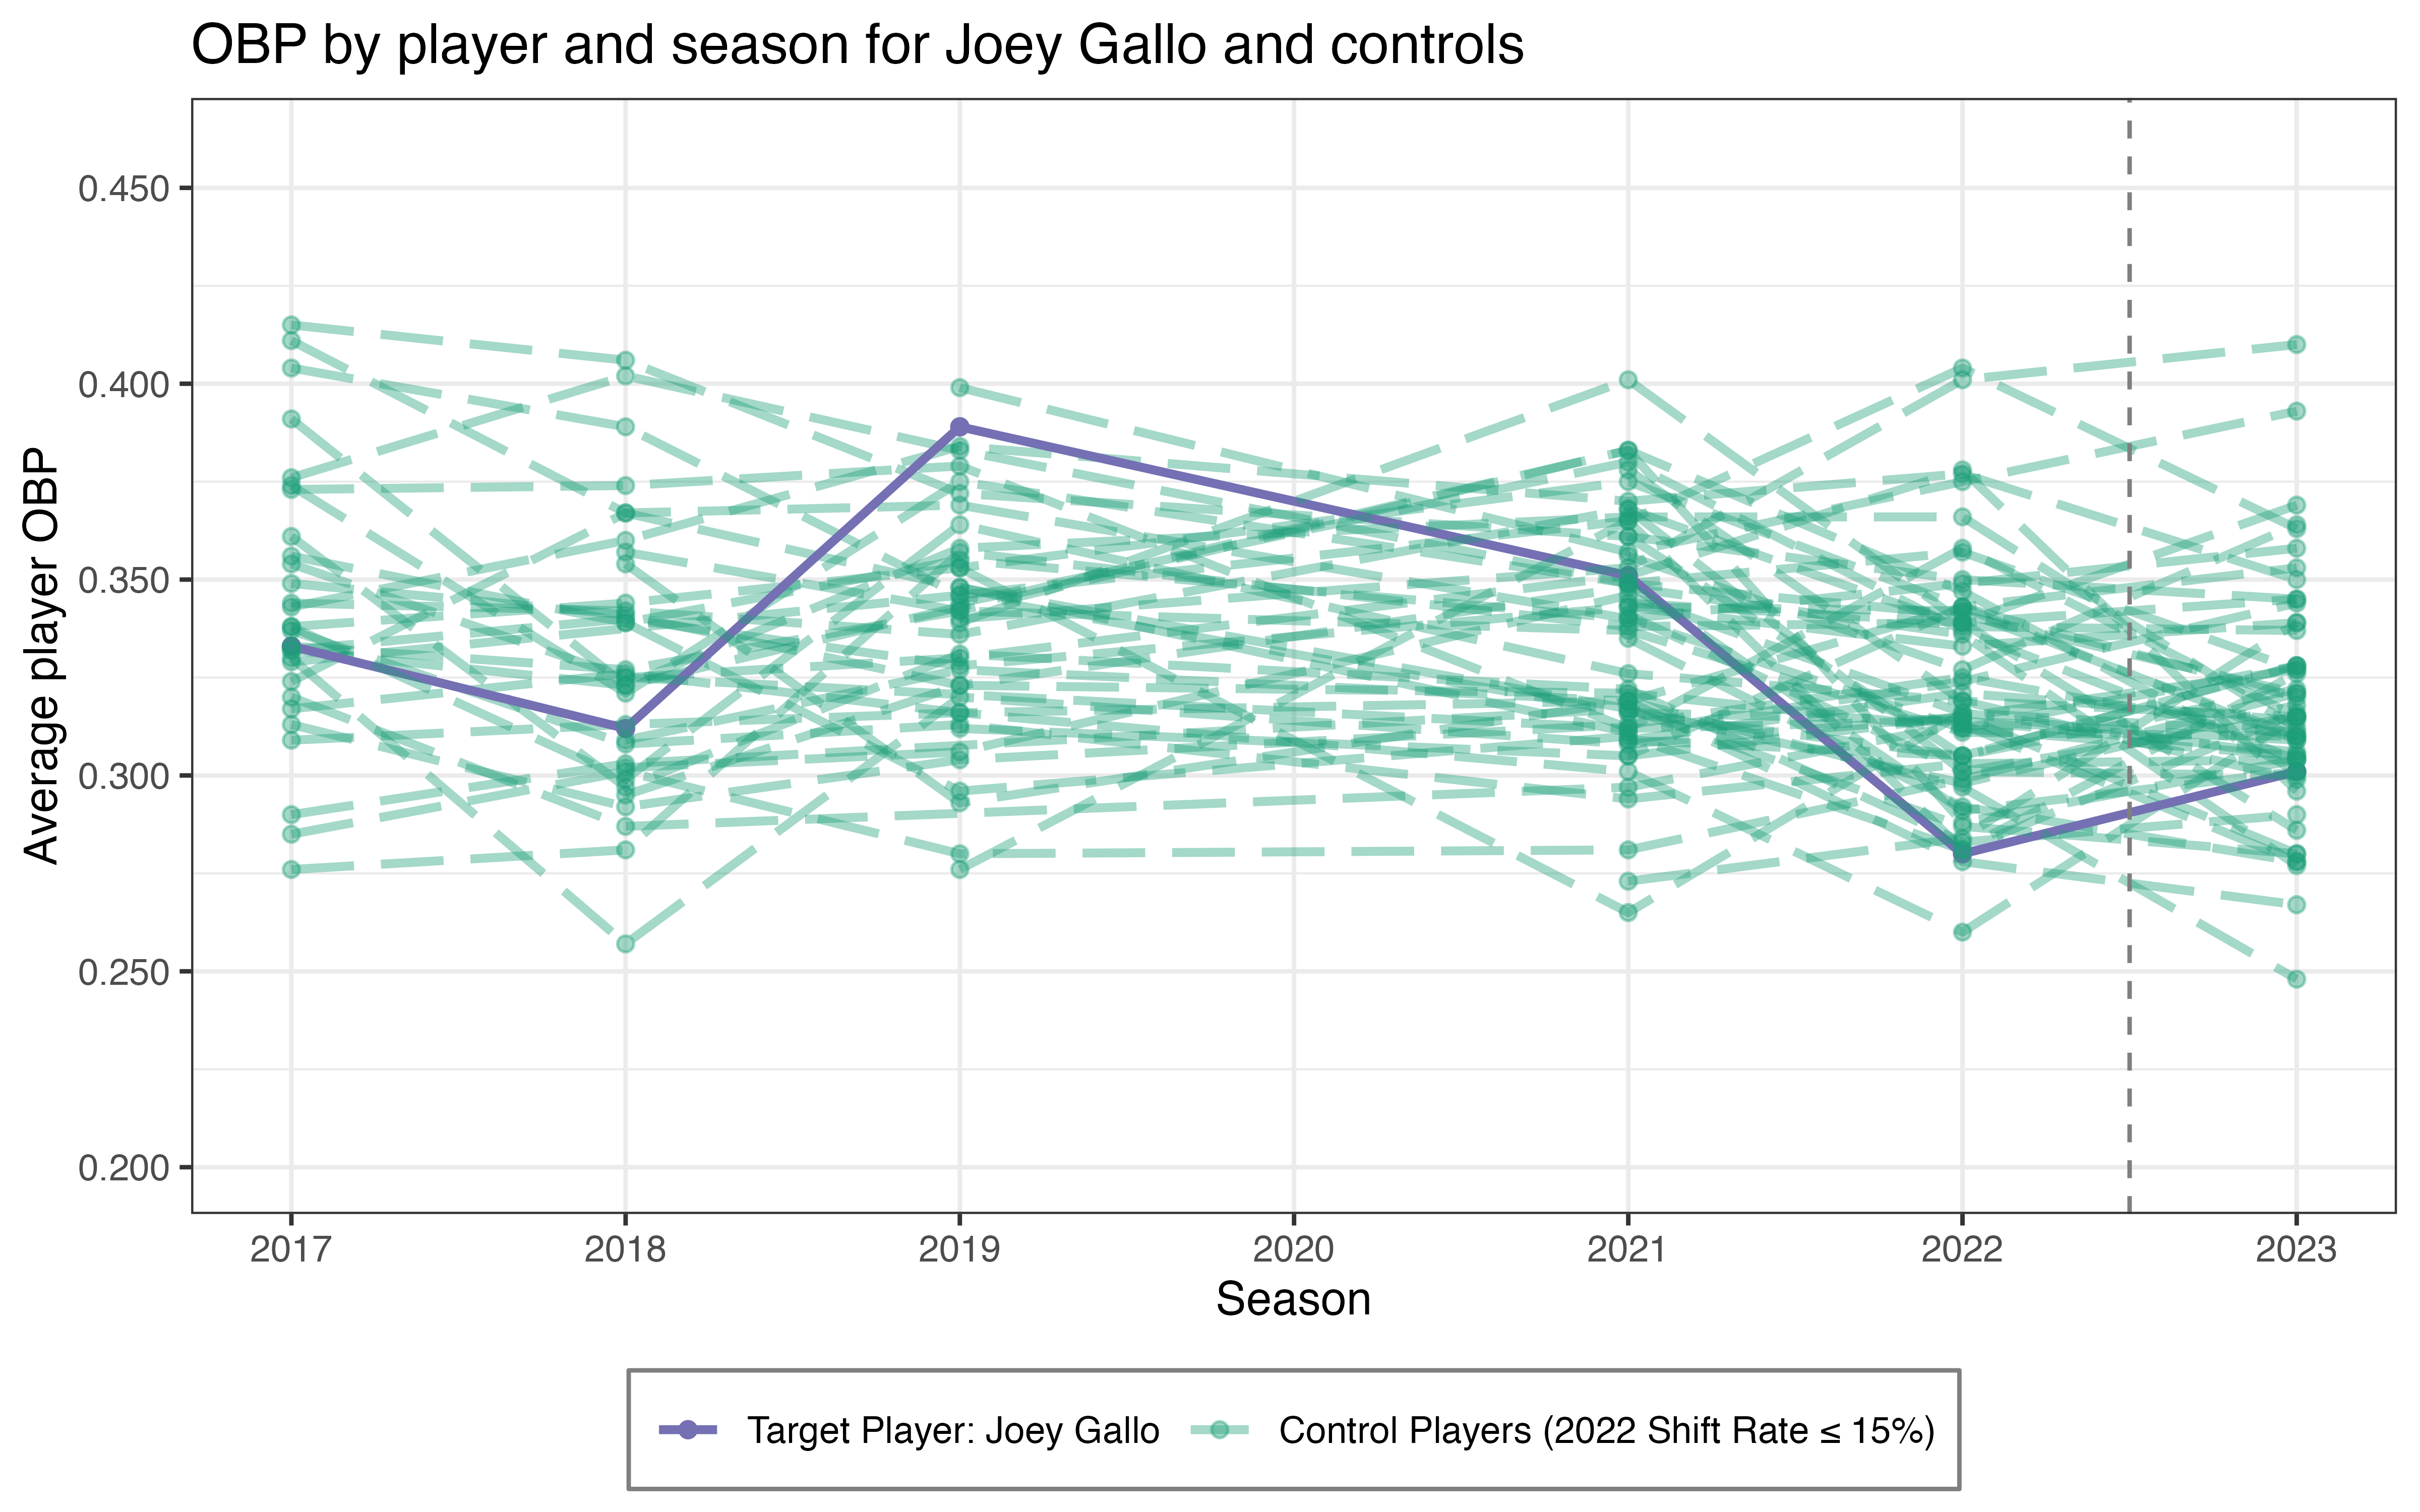 OBP by player and season for Joey Gallo and controls
Average player OBP
0.450
0.400
0.350
0.300
0.250
0.200
2017 2018 2019 2020 2021 2022 2023
Season
Target Player: Joey Gallo Control Players (2022 Shift Rate ≤ 15%)